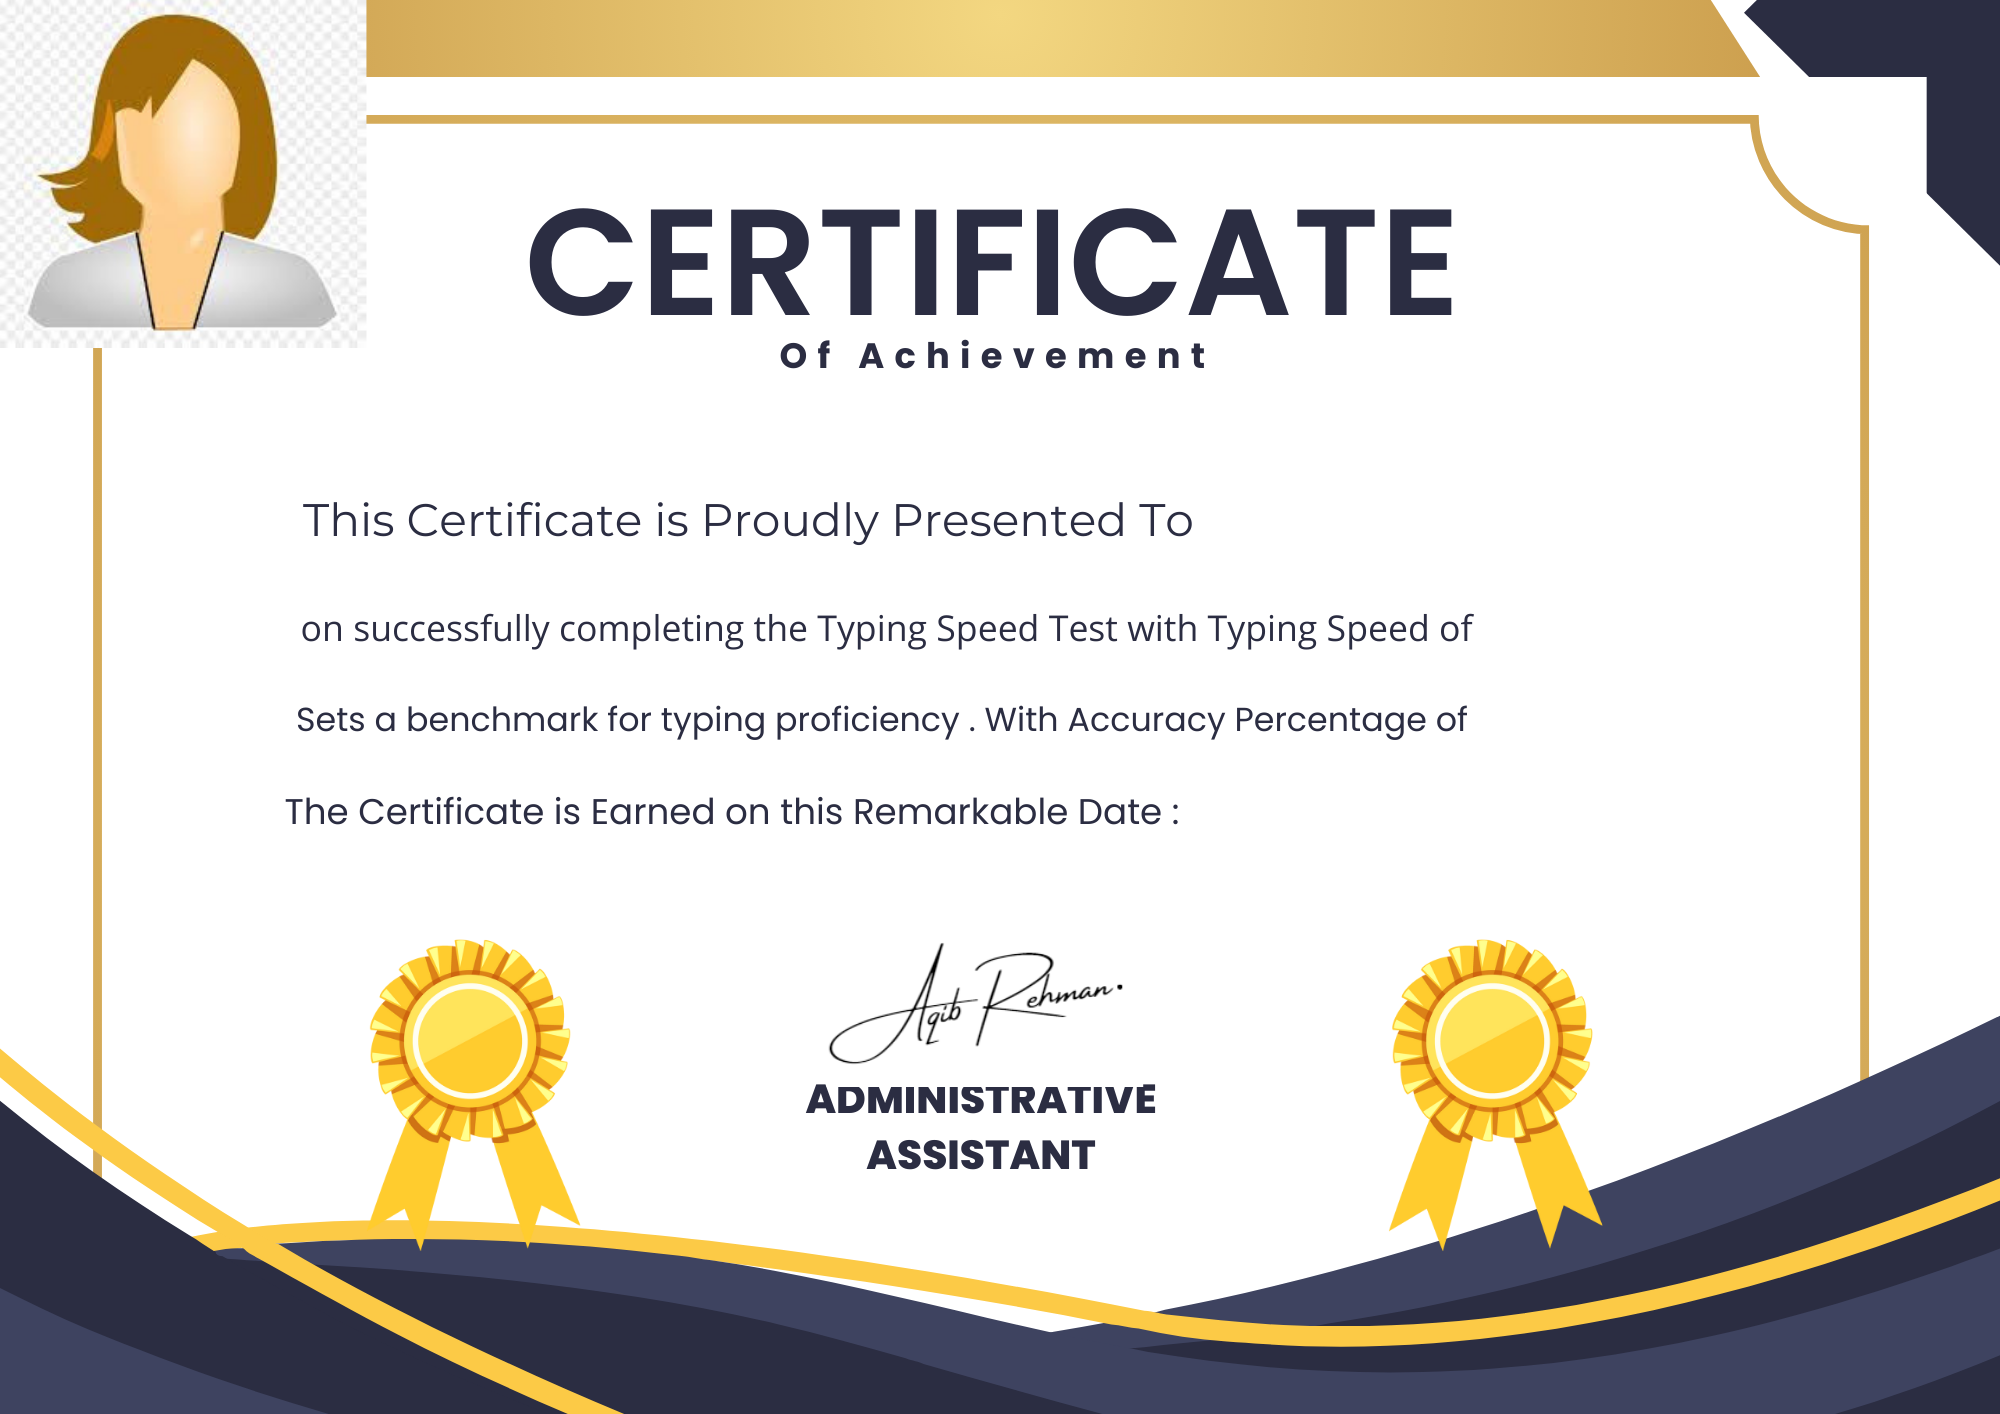 CERTIFICATE
Of Achievement
This Certificate is Proudly Presented To
on successfully completing the Typing Speed Test with Typing Speed of
Sets a benchmark for typing proficiency . With Accuracy Percentage of
The Certificate is Earned on this Remarkable Date :
Aqib Rehman.
ADMINISTRATIVE
ASSISTANT